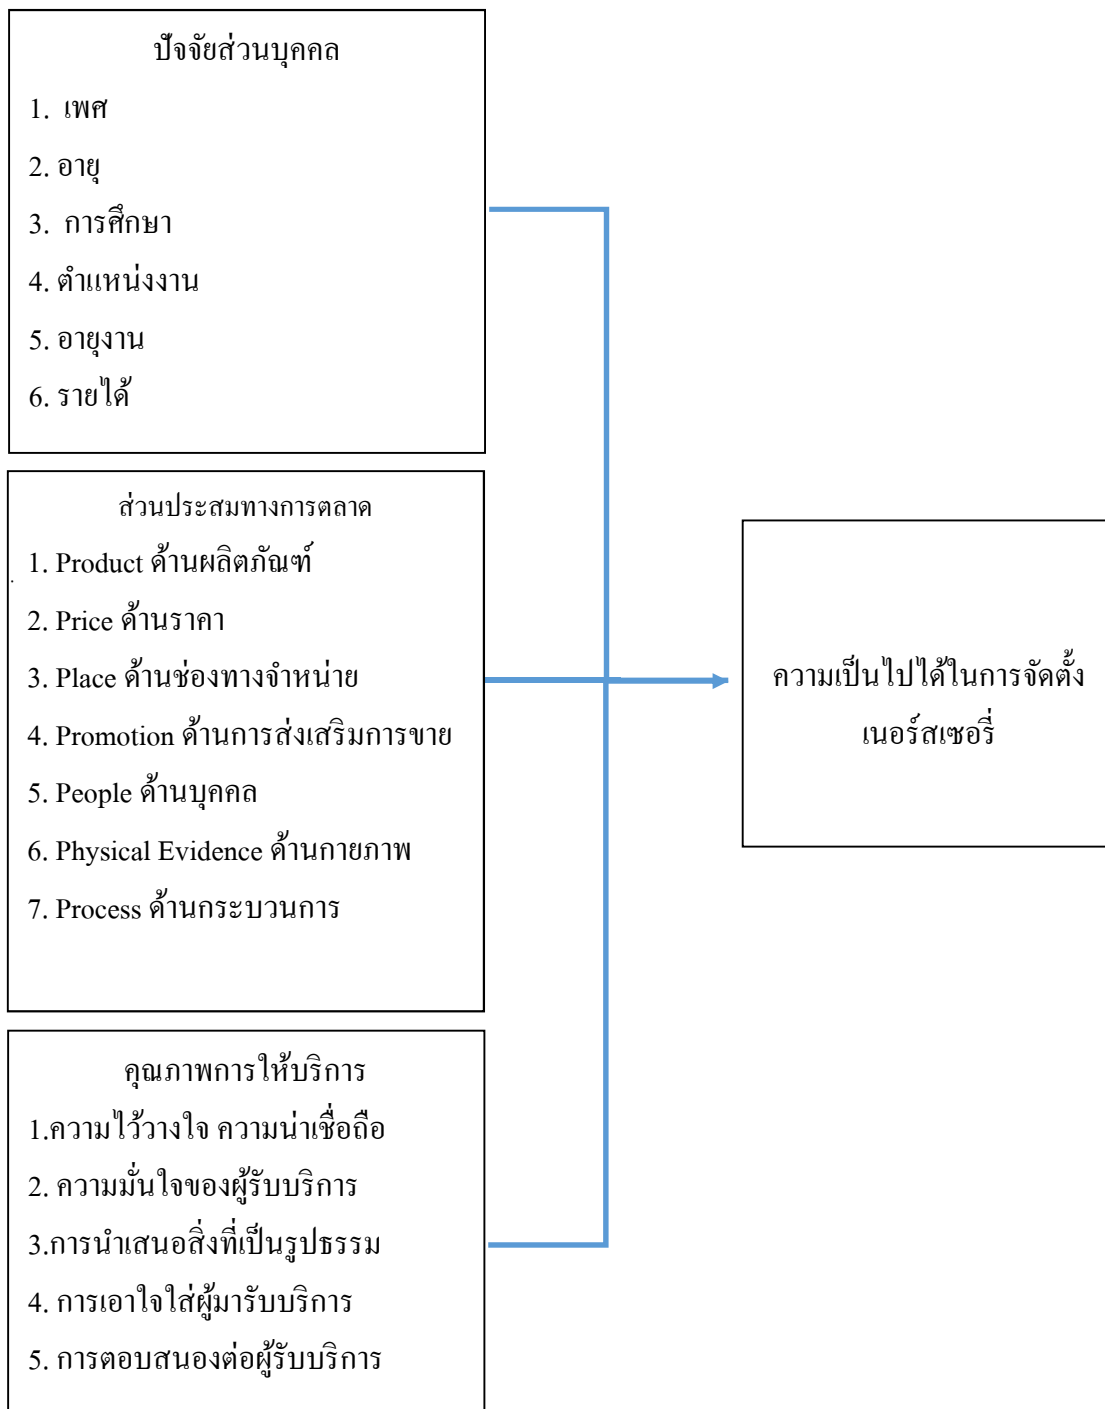 ปัจจัยส่วนบุคคล
1. เพศ
2. อายุ
3. การศึกษา
4. ตำแหน่งงาน
5. อายุงาน
6. รายได้
ส่วนประสมทางการตลาด
1. Product ด้านผลิตภัณฑ์
2. Price ด้านราคา
3. Place ด้านช่องทางจำหน่าย
4. Promotion ด้านการส่งเสริมการขาย
5. People ด้านบุคคล
6. Physical Evidence ด้านกายภาพ
7. Process ด้านกระบวนการ
คุณภาพการให้บริการ
1.ความไว้วางใจ ความน่าเชื่อถือ
2. ความมั่นใจของผู้รับบริการ
3.การนำเสนอสิ่งที่เป็นรูปธรรม
4. การเอาใจใส่ผู้มารับบริการ
5. การตอบสนองต่อผู้รับบริการ
ความเป็นไปได้ในการจัดตั้ง
เนอร์สเซอรี่